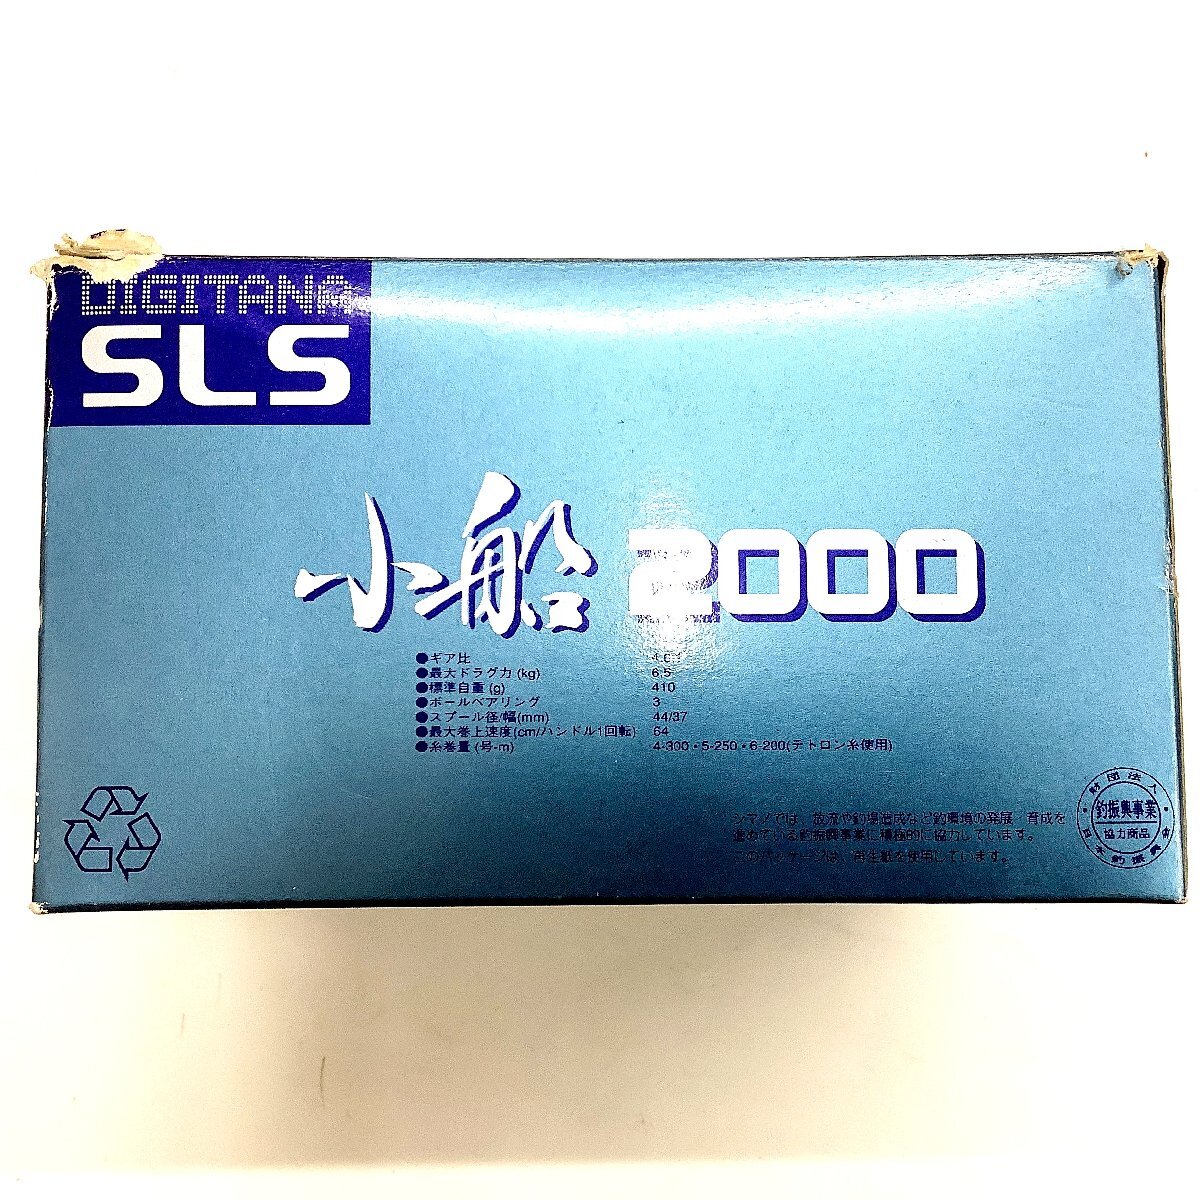 DIGITANA
SLS
小船 2000
●ギア比
●最大ドラグ力 (kg) 6.5
●標準自重 (g) 410
●ボールベアリング 3
●スプール径/幅(mm) 44/37
●最大巻上速度(cm/ハンドル1回転) 64
●糸巻量 (号-m) 4-300・5-250・6-200(テトロン糸使用)
シマノでは、放流や釣場造成など釣環境の発展、育成を
進めている釣振興事業に積極的に協力しています。
このパッケージは、再生紙を使用しています。
財団法人
釣振興事業
協力商品
日本釣振興会